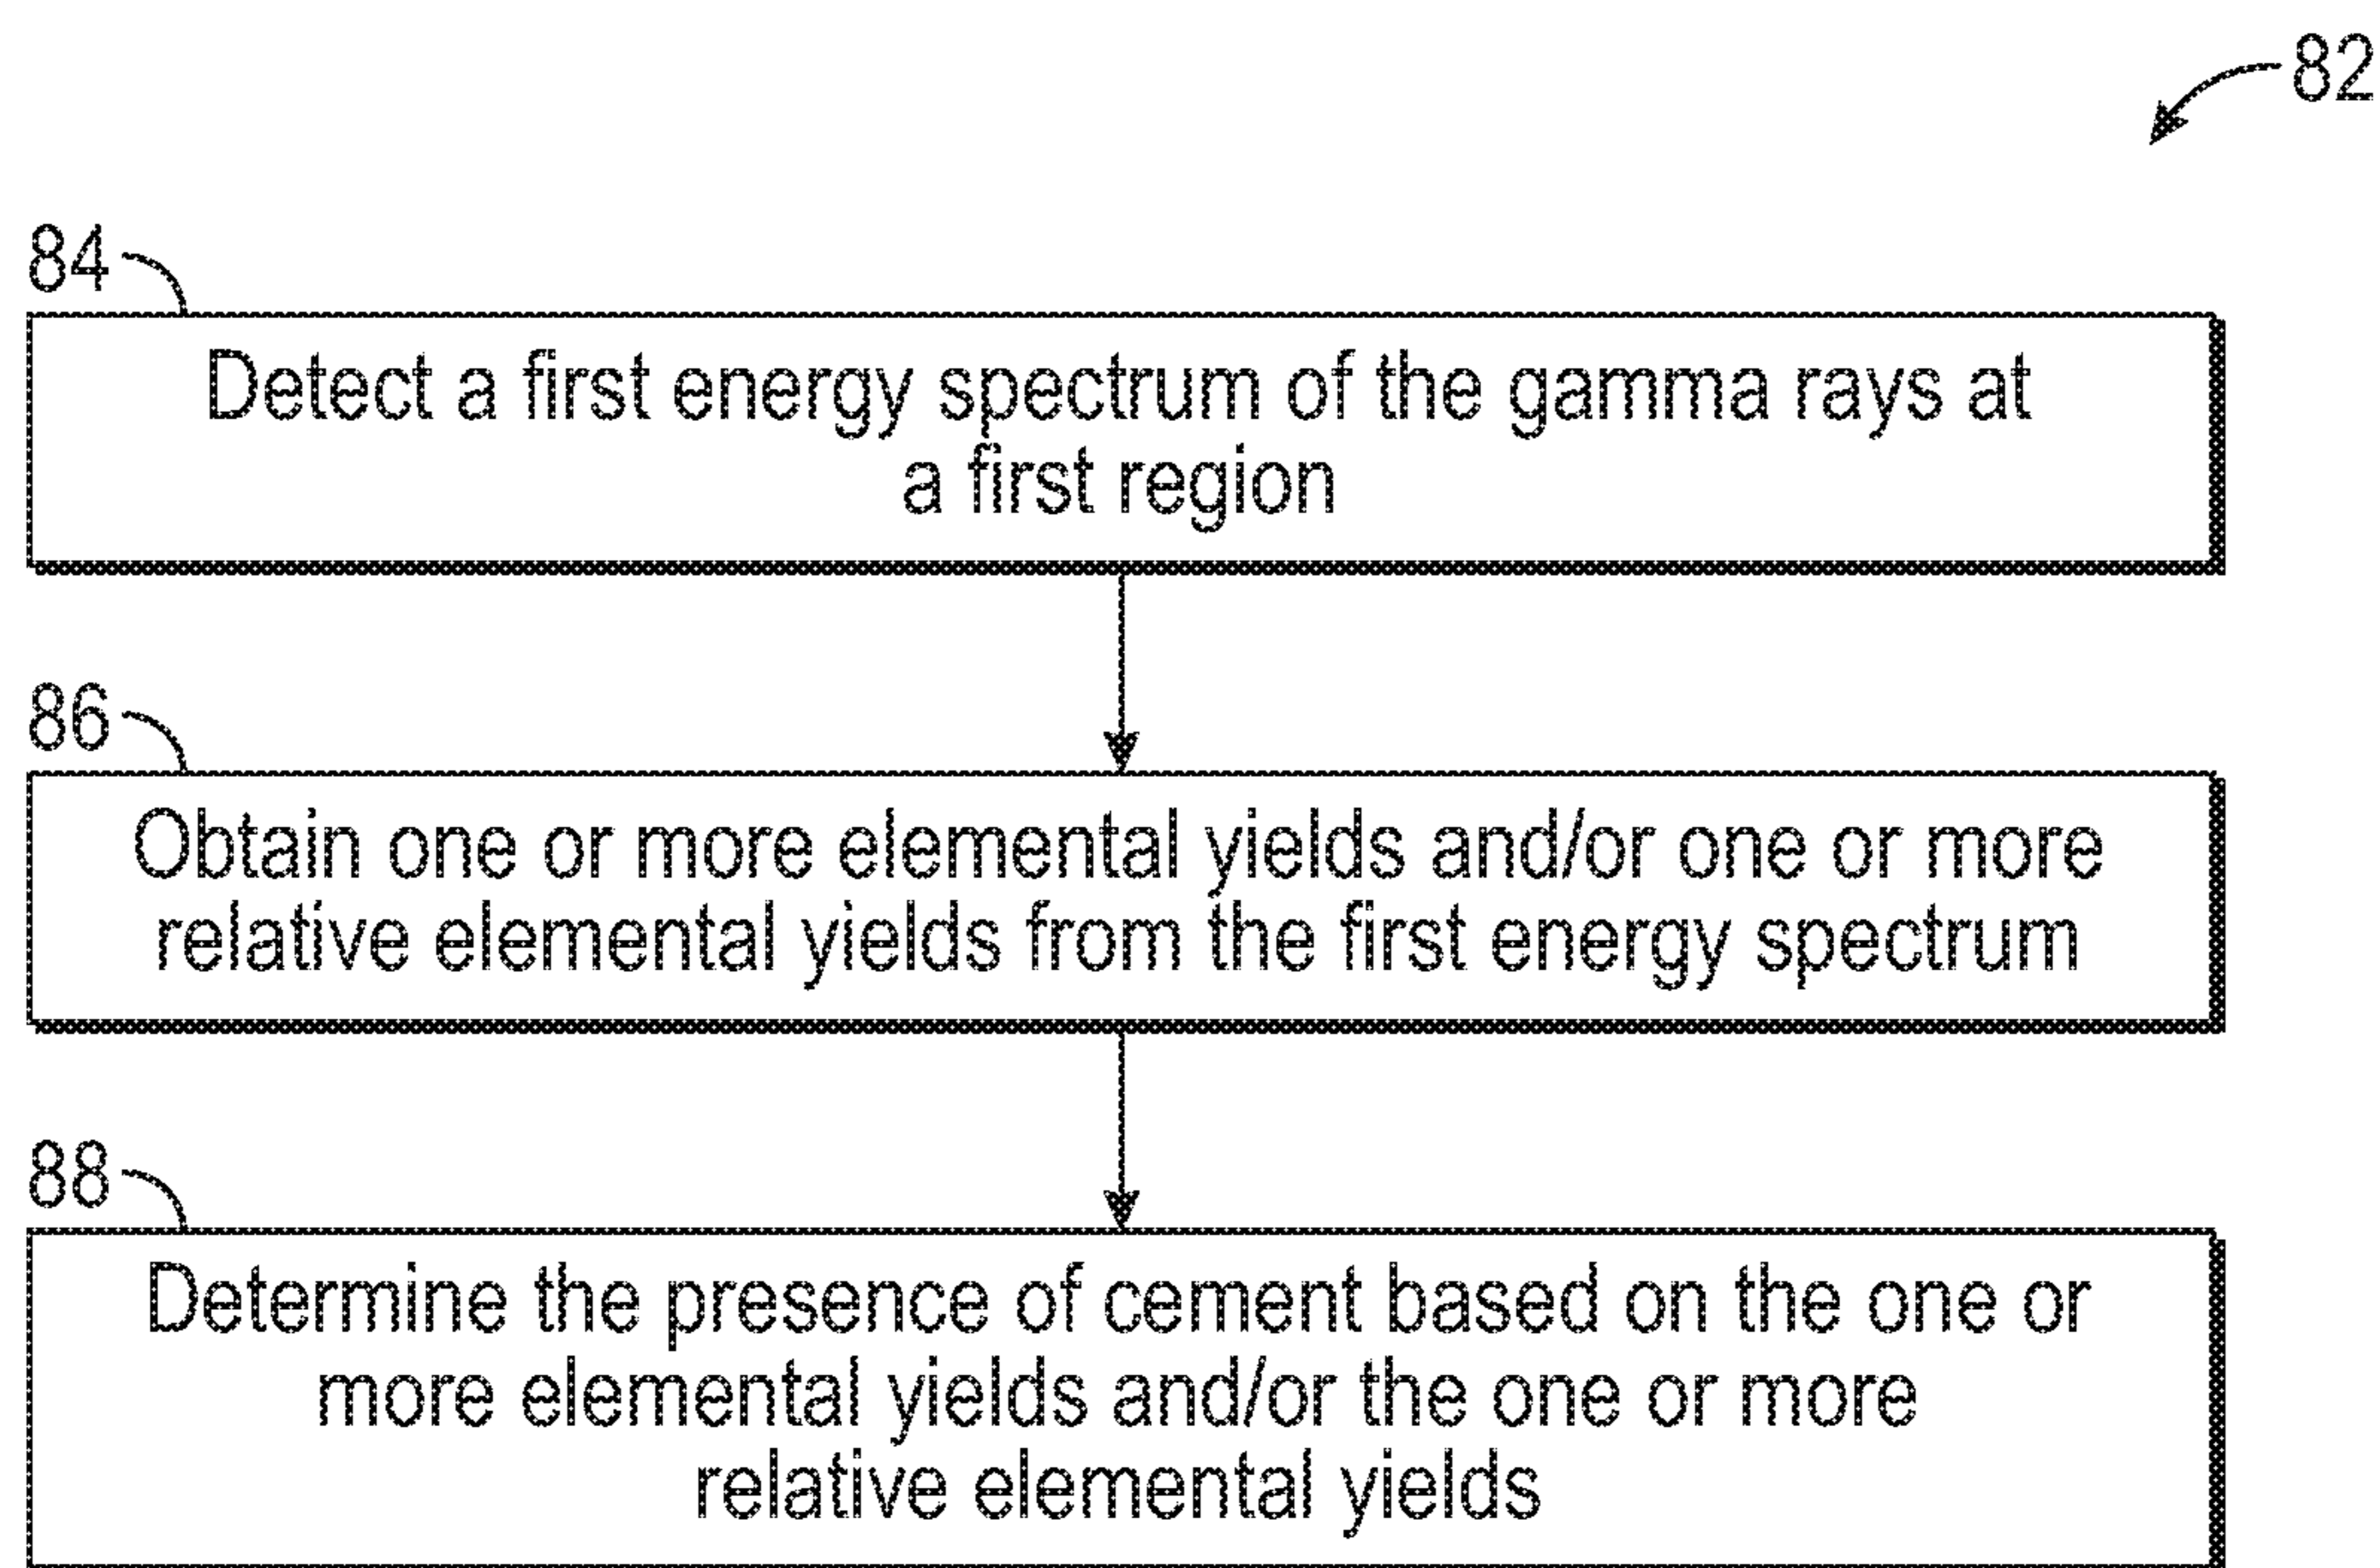 82
84
Detect a first energy spectrum of the gamma rays at
a first region
86
Obtain one or more elemental yields and/or one or more
relative elemental yields from the first energy spectrum
88
Determine the presence of cement based on the one or
more elemental yields and/or the one or more
relative elemental yields